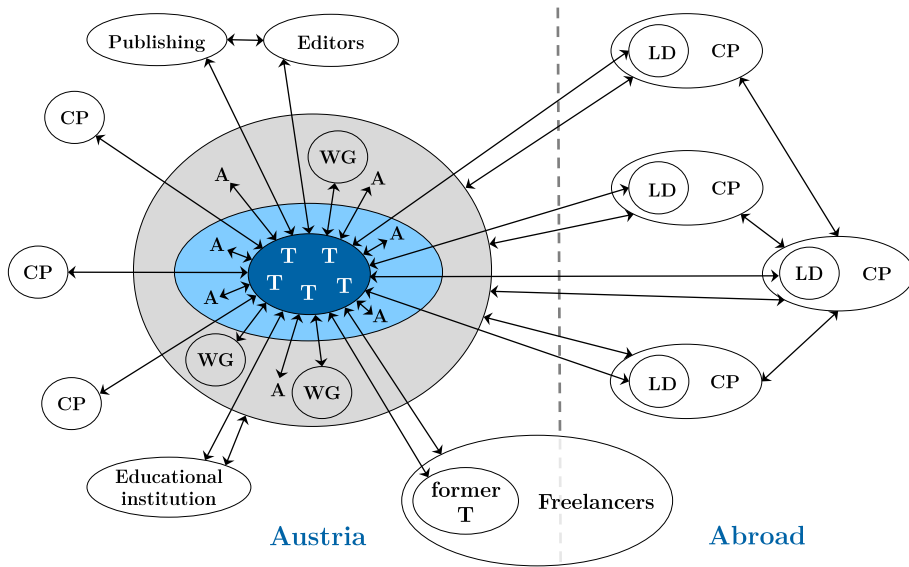 Publishing
Editors
LD
CP
CP
WG
A
A
LD
CP
A
A
T
T
CP
T
T
T
LD
CP
A
A
WG
LD
CP
A
WG
CP
Educational
institution
former
T
Freelancers
Austria
Abroad